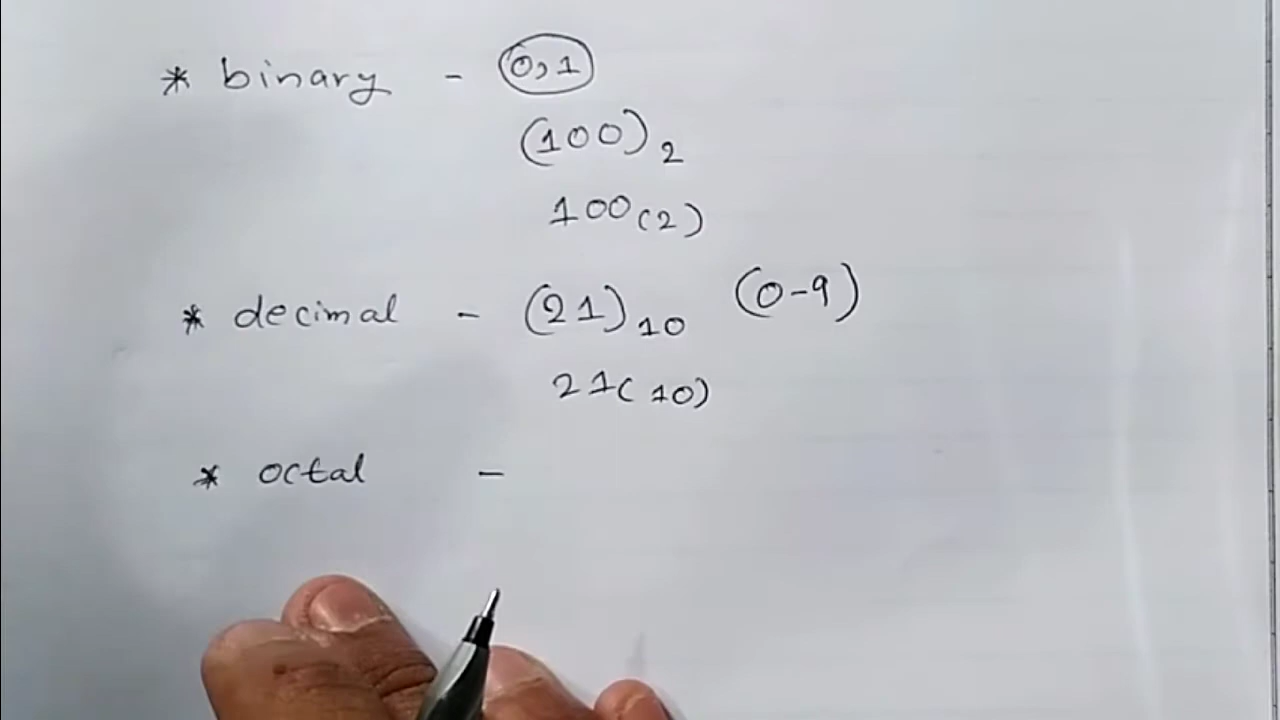 * binary - 0,1
(100)2
100(2)
* decimal - (21)10 (0-9)
21(10)
* octal -